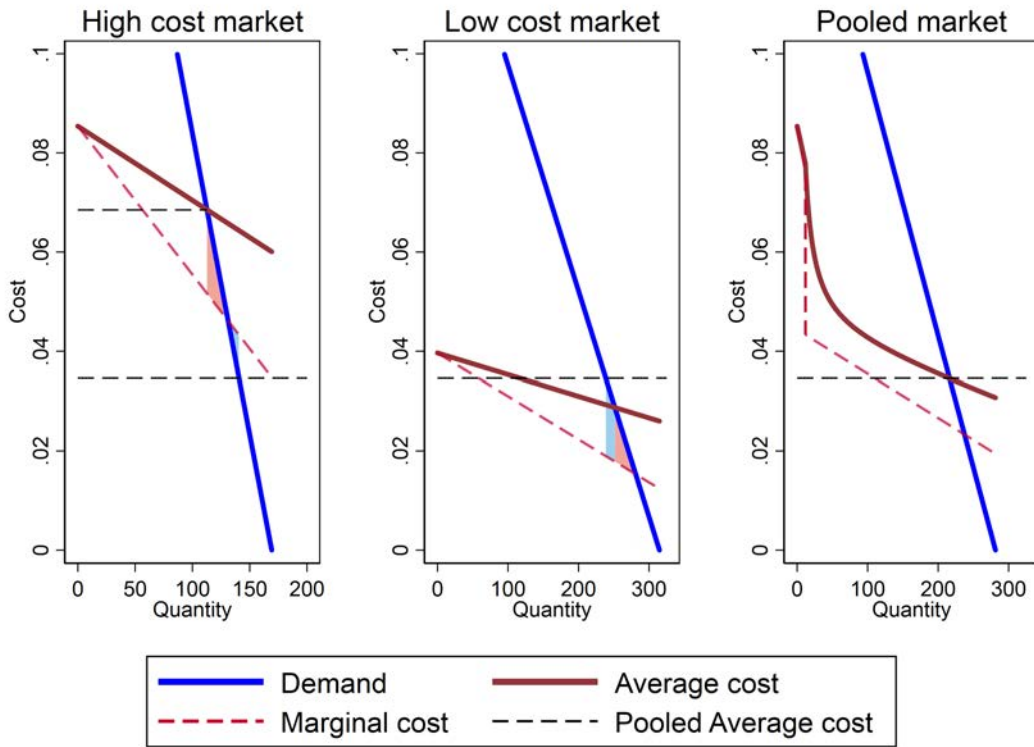 High cost market
Low cost market
Pooled market
Cost
.1
.08
.06
.04
.02
0
0 50 100 150 200
Quantity
Cost
.1
.08
.06
.04
.02
0
0 100 200 300
Quantity
Cost
.1
.08
.06
.04
.02
0
0 100 200 300
Quantity
Demand
Average cost
Marginal cost
Pooled Average cost